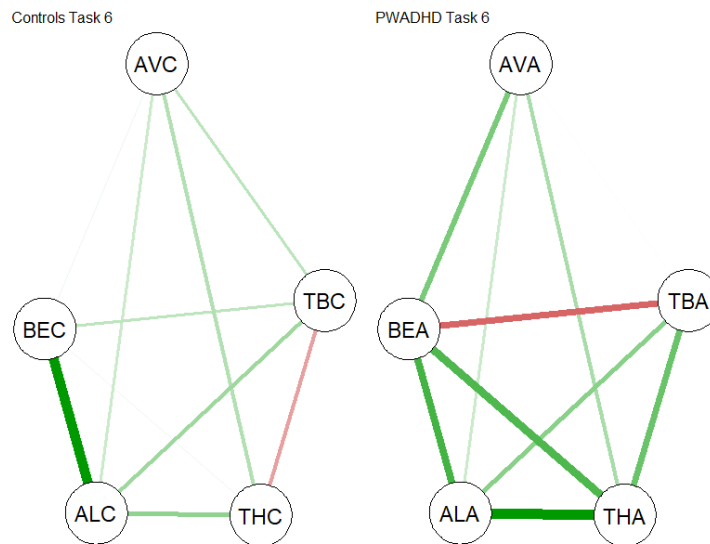 Controls Task 6
PWADHD Task 6
AVC
AVA
TBC
TBA
BEC
BEA
ALC
THC
ALA
THA